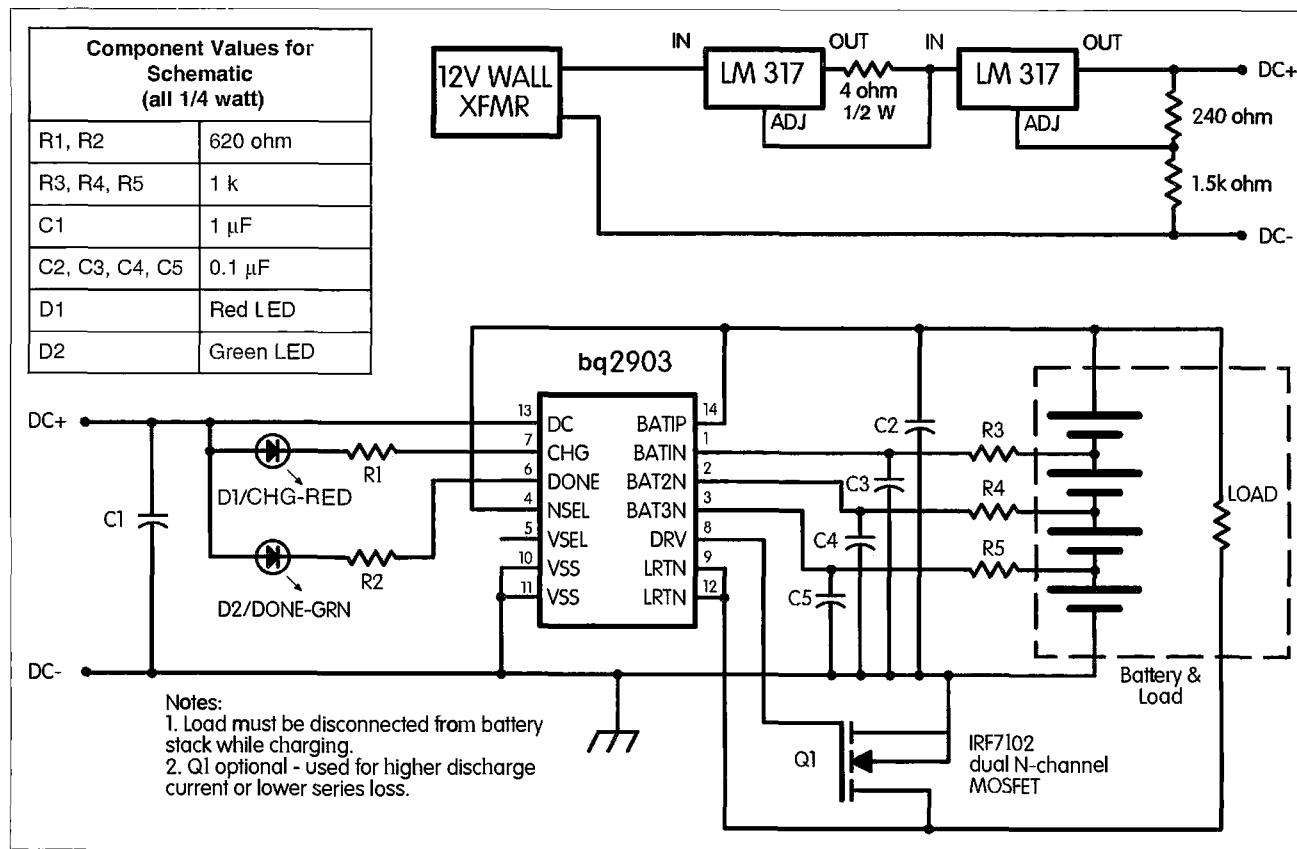 Component Values for
Schematic
(all 1/4 watt)
R1, R2 620 ohm
R3, R4, R5 1 k
C1 1 µF
C2, C3, C4, C5 0.1 µF
D1 Red LED
D2 Green LED
12V WALL
XFMR
IN
LM 317
OUT
ADJ
4 ohm
1/2 W
IN
LM 317
OUT
ADJ
DC+
240 ohm
1.5k ohm
DC-
bq2903
DC+
C1
D1/CHG-RED
R1
D2/DONE-GRN
R2
DC-
13 DC
7 CHG
6 DONE
4 NSEL
5 VSEL
10 VSS
11 VSS
BATIP 14
BATIN 1
BAT2N 2
BAT3N 3
DRV 8
LRTN 9
LRTN 12
C2
C3
C4
C5
R3
R4
R5
LOAD
Battery &
Load
Q1
IRF7102
dual N-channel
MOSFET
Notes:
1. Load must be disconnected from battery
stack while charging.
2. Q1 optional - used for higher discharge
current or lower series loss.